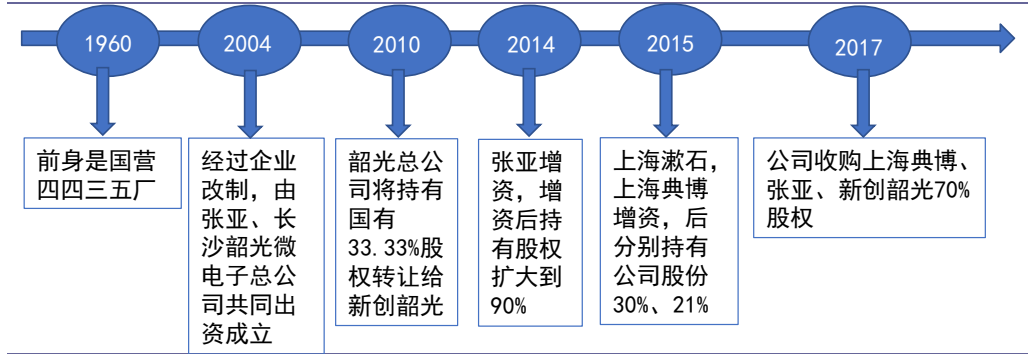 1960
2004
2010
2014
2015
2017
前身是国营
四四三五厂
经过企业
改制，由
张亚、长
沙韶光微
电子总公
司共同出
资成立
韶光总公
司将持有
国有
33.33%股
权转让给
新创韶光
张亚增
资，增
资后持
有股权
扩大到
90%
上海漱石，
上海典博
增资，后
分别持有
公司股份
30%、21%
公司收购上海典博、
张亚、新创韶光70%
股权